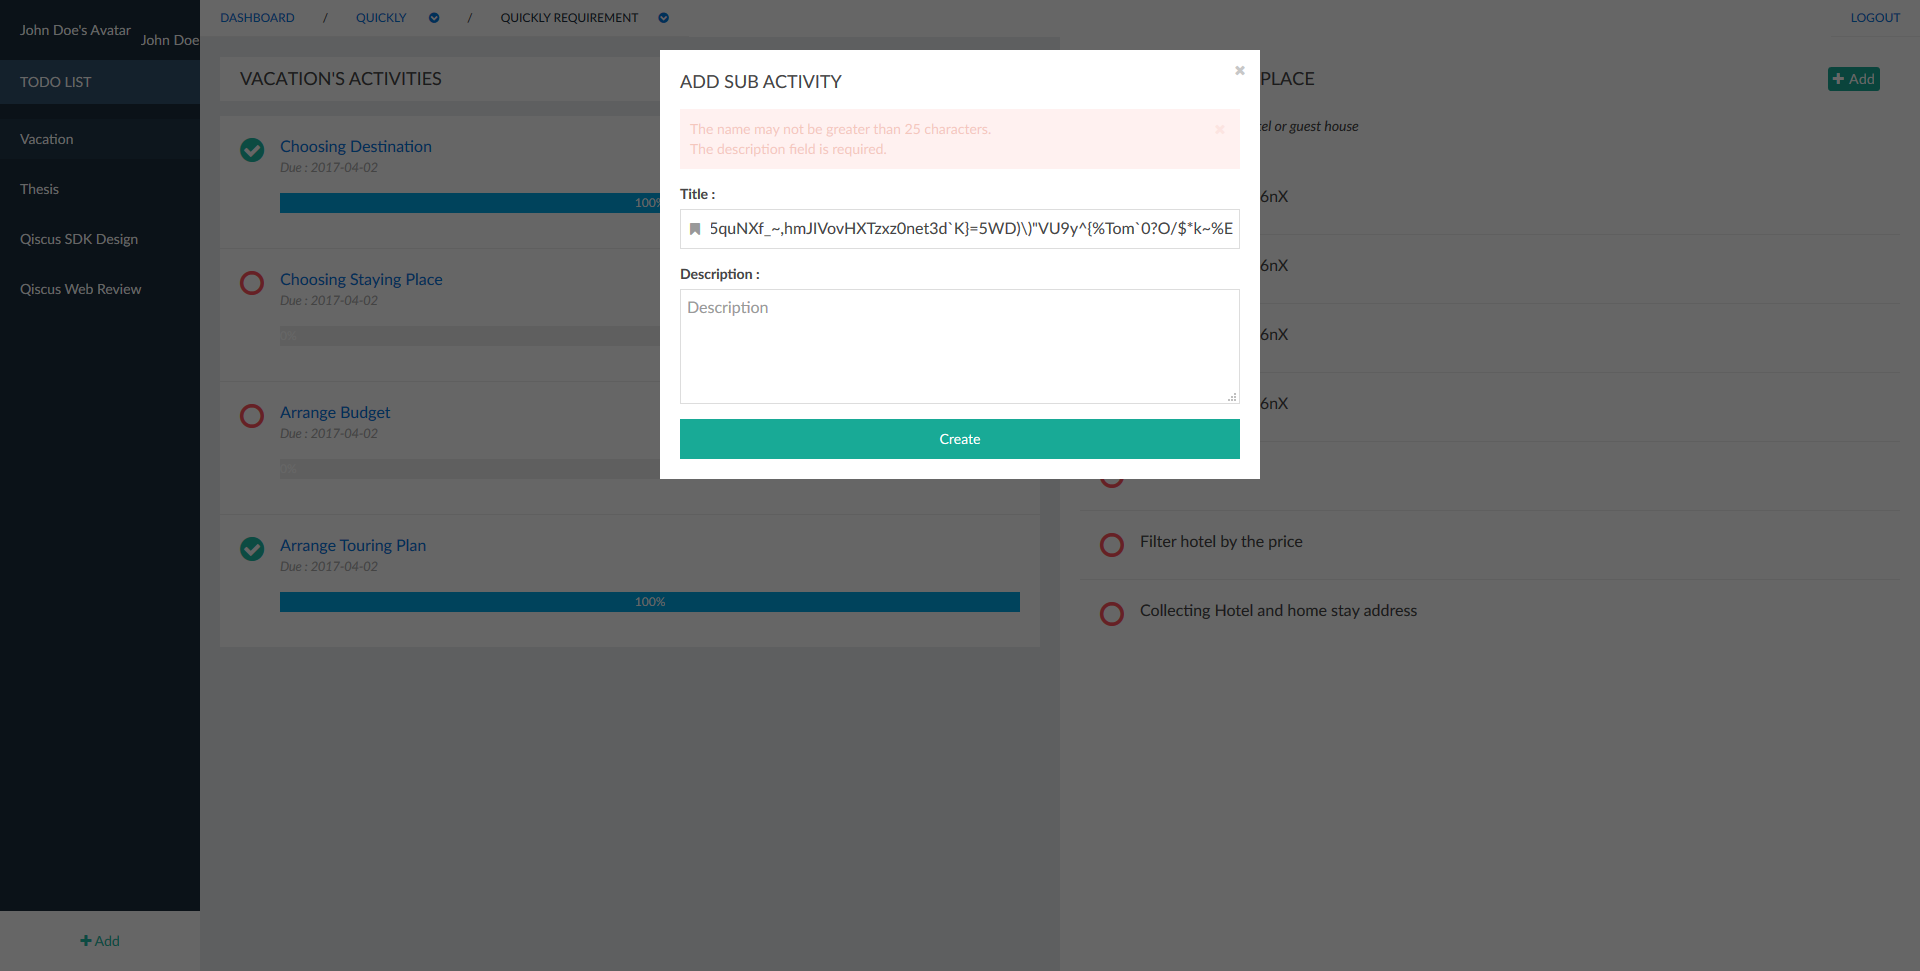 John Doe's Avatar
John Doe
TODO LIST
Vacation
Thesis
Qiscus SDK Design
Qiscus Web Review
Add
DASHBOARD / QUICKLY / QUICKLY REQUIREMENT
LOGOUT
VACATION'S ACTIVITIES
Choosing Destination
Due : 2017-04-02
100%
Choosing Staying Place
Due : 2017-04-02
0%
Arrange Budget
Due : 2017-04-02
0%
Arrange Touring Plan
Due : 2017-04-02
100%
ADD SUB ACTIVITY
The name may not be greater than 25 characters.
The description field is required.
Title :
5quNXf_~,hmJIVovHXTzxz0net3d`K}=5WD)\)"VU9y^{%Tom`0?O/$*k~%E
Description :
Description
Create
PLACE
Add
or guest house
6nX
6nX
6nX
6nX
Filter hotel by the price
Collecting Hotel and home stay address